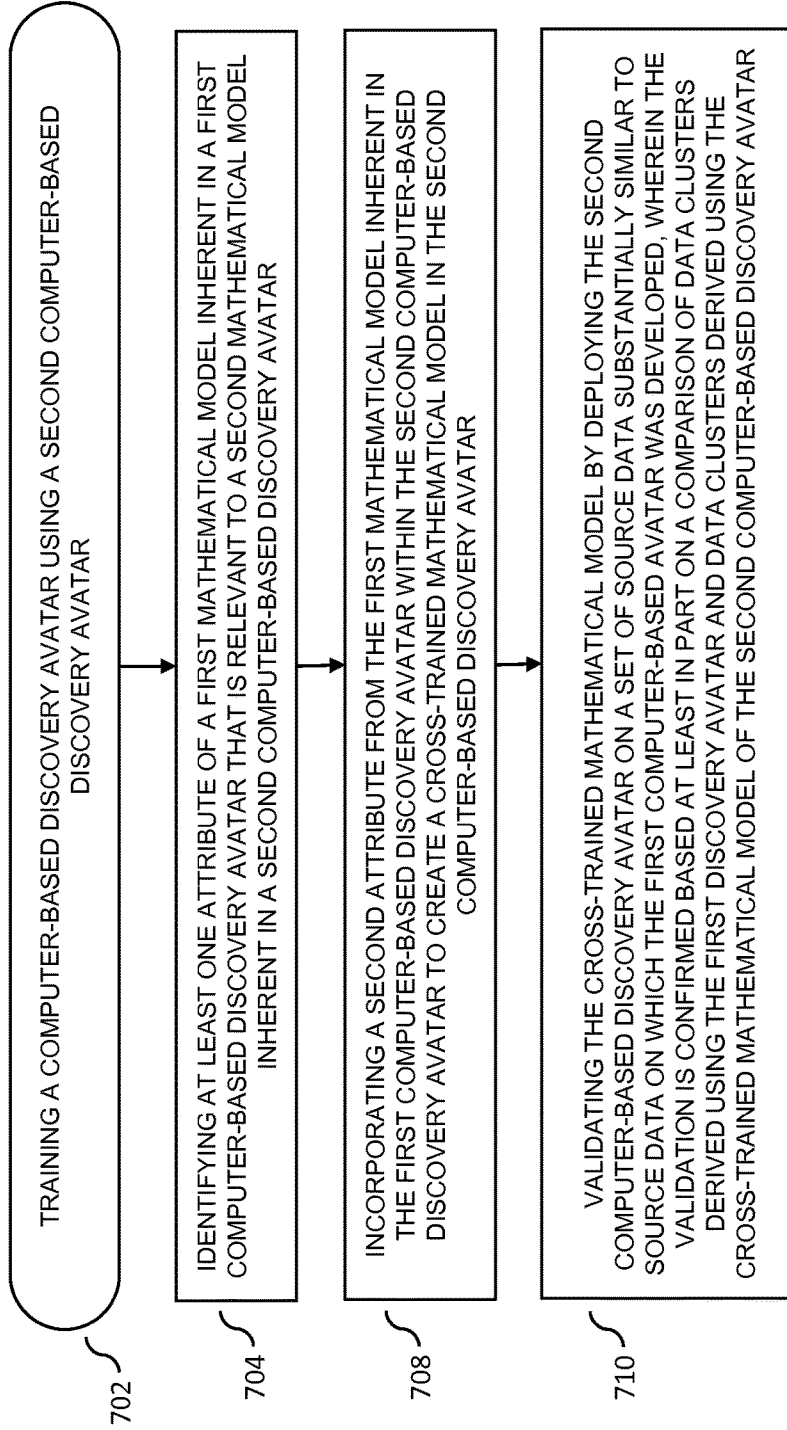 TRAINING A COMPUTER-BASED DISCOVERY AVATAR USING A SECOND COMPUTER-BASED
DISCOVERY AVATAR
702
IDENTIFYING AT LEAST ONE ATTRIBUTE OF A FIRST MATHEMATICAL MODEL INHERENT IN A FIRST
COMPUTER-BASED DISCOVERY AVATAR THAT IS RELEVANT TO A SECOND MATHEMATICAL MODEL
INHERENT IN A SECOND COMPUTER-BASED DISCOVERY AVATAR
704
INCORPORATING A SECOND ATTRIBUTE FROM THE FIRST MATHEMATICAL MODEL INHERENT IN
THE FIRST COMPUTER-BASED DISCOVERY AVATAR WITHIN THE SECOND COMPUTER-BASED
DISCOVERY AVATAR TO CREATE A CROSS-TRAINED MATHEMATICAL MODEL IN THE SECOND
COMPUTER-BASED DISCOVERY AVATAR
708
VALIDATING THE CROSS-TRAINED MATHEMATICAL MODEL BY DEPLOYING THE SECOND
COMPUTER-BASED DISCOVERY AVATAR ON A SET OF SOURCE DATA SUBSTANTIALLY SIMILAR TO
SOURCE DATA ON WHICH THE FIRST COMPUTER-BASED AVATAR WAS DEVELOPED, WHEREIN THE
VALIDATION IS CONFIRMED BASED AT LEAST IN PART ON A COMPARISON OF DATA CLUSTERS
DERIVED USING THE FIRST DISCOVERY AVATAR AND DATA CLUSTERS DERIVED USING THE
CROSS-TRAINED MATHEMATICAL MODEL OF THE SECOND COMPUTER-BASED DISCOVERY AVATAR
710